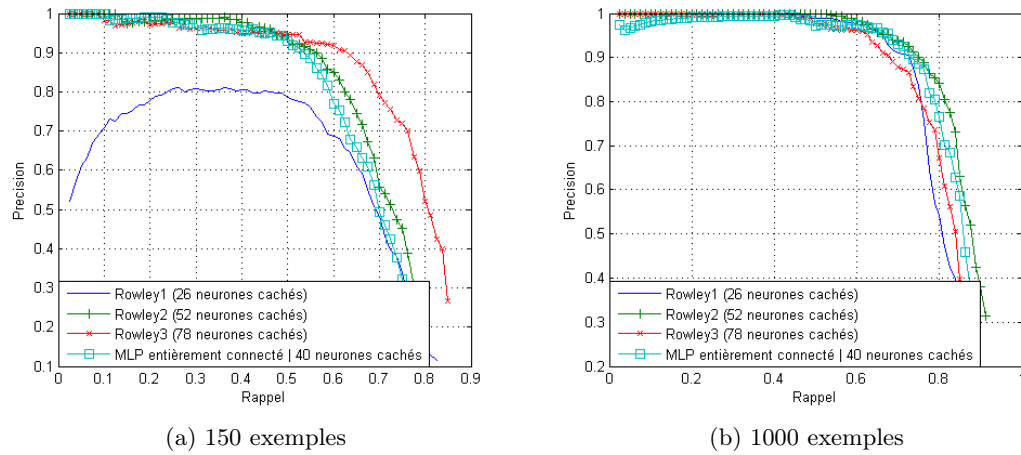 1
0.9
0.8
0.7
0.6
0.5
0.4
0.3
0.2
0.1
Precision
0 0.1 0.2 0.3 0.4 0.5 0.6 0.7 0.8 0.9
Rappel
Rowley1 (26 neurones cachés)
Rowley2 (52 neurones cachés)
Rowley3 (78 neurones cachés)
MLP entièrement connecté | 40 neurones cachés
(a) 150 exemples
1
0.9
0.8
0.7
0.6
0.5
0.4
0.3
0.2
Precision
0 0.2 0.4 0.6 0.8 1
Rappel
Rowley1 (26 neurones cachés)
Rowley2 (52 neurones cachés)
Rowley3 (78 neurones cachés)
MLP entièrement connecté | 40 neurones cachés
(b) 1000 exemples